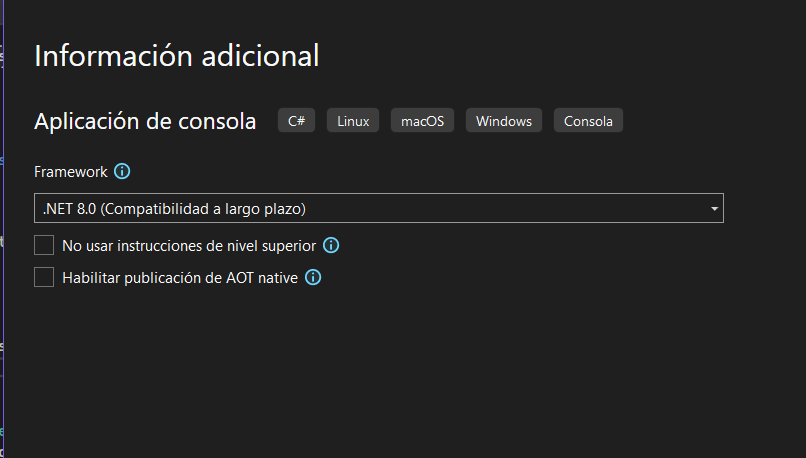 Información adicional
Aplicación de consola C# Linux macOS Windows Consola
Framework
.NET 8.0 (Compatibilidad a largo plazo)
No usar instrucciones de nivel superior
Habilitar publicación de AOT native